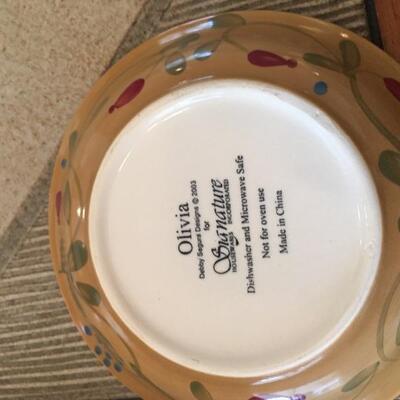 Olivia
Debby Segura Designs © 2003
for
Signature
HOUSEWARES INCORPORATED
Dishwasher and Microwave Safe
Not for oven use
Made in China